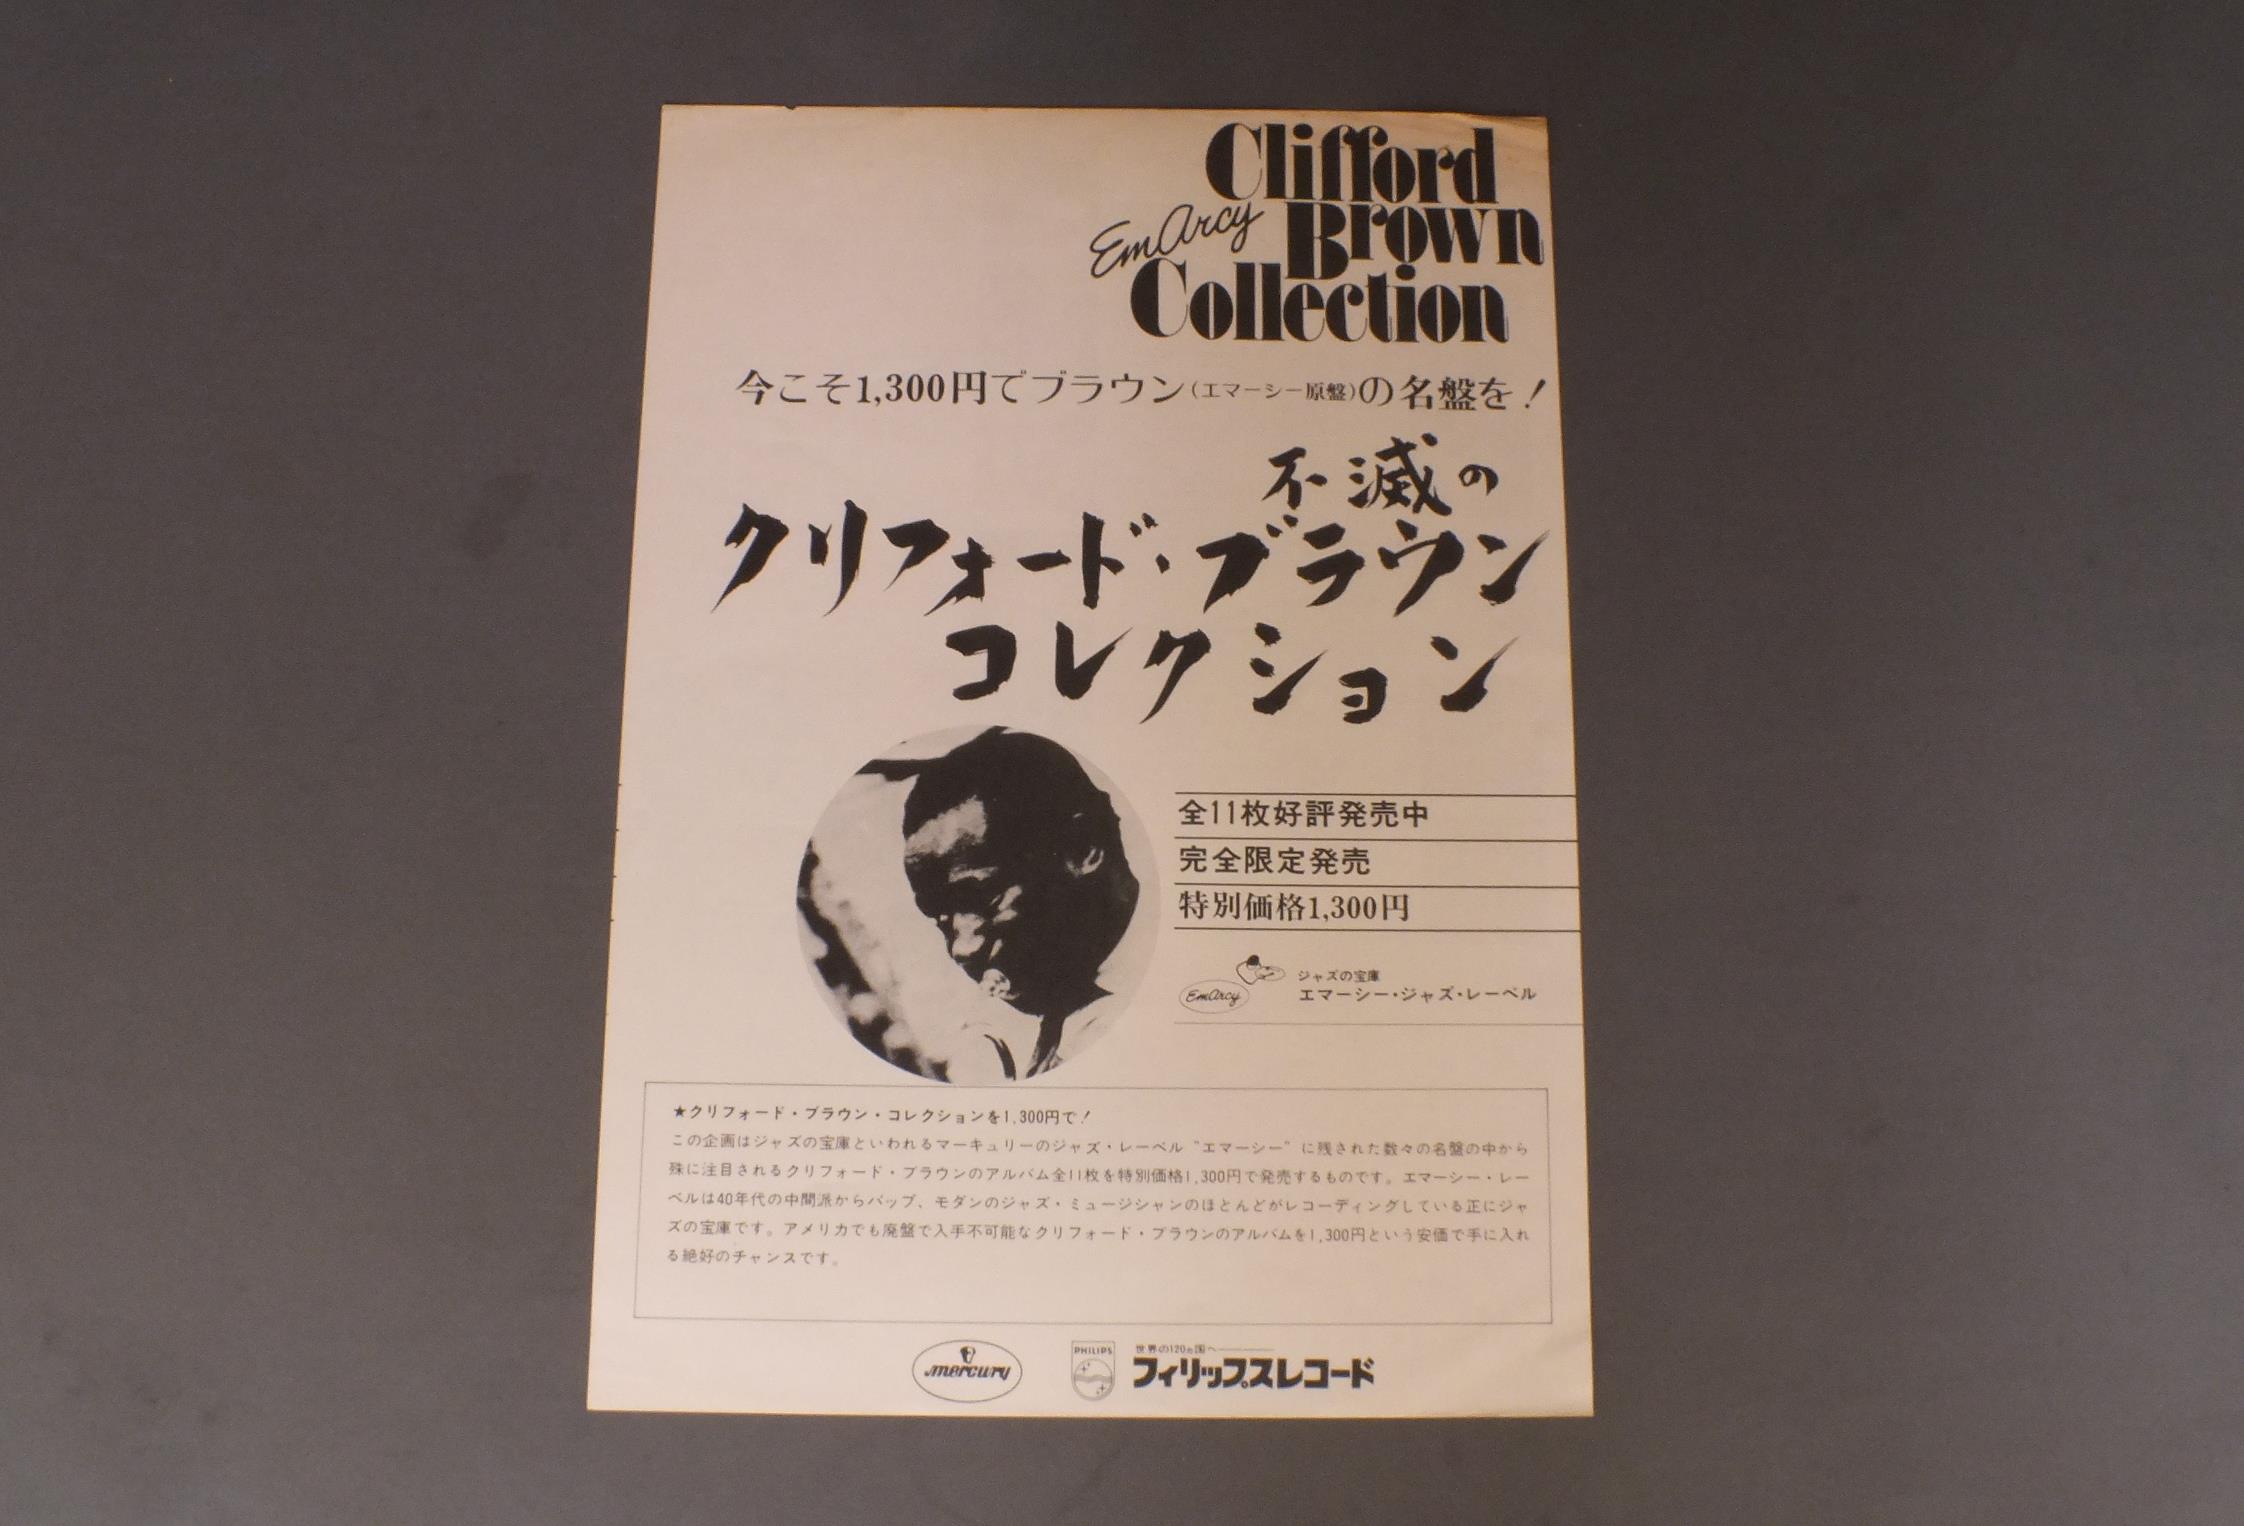 Clifford
EmArcy Brown
Collection
今こそ1,300円でブラウン(エマーシー原盤)の名盤を!
不滅の
クリフォード・ブラウン
コレクション
全11枚好評発売中
完全限定発売
特別価格1,300円
ジャズの宝庫
EmArcy エマーシー・ジャズ・レーベル
★クリフォード・ブラウン・コレクションを1,300円で!
この企画はジャズの宝庫といわれるマーキュリーのジャズ・レーベル"エマーシー"に残された数々の名盤の中から
殊に注目されるクリフォード・ブラウンのアルバム全11枚を特別価格1,300円で発売するものです。エマーシー・レー
ベルは40年代の中間派からバップ、モダンのジャズ・ミュージシャンのほとんどがレコーディングしている正にジャ
ズの宝庫です。アメリカでも廃盤で入手不可能なクリフォード・ブラウンのアルバムを1,300円という安価で手に入れ
る絶好のチャンスです。
mercury
PHILIPS
世界の120ヵ国へ
フィリップスレコード